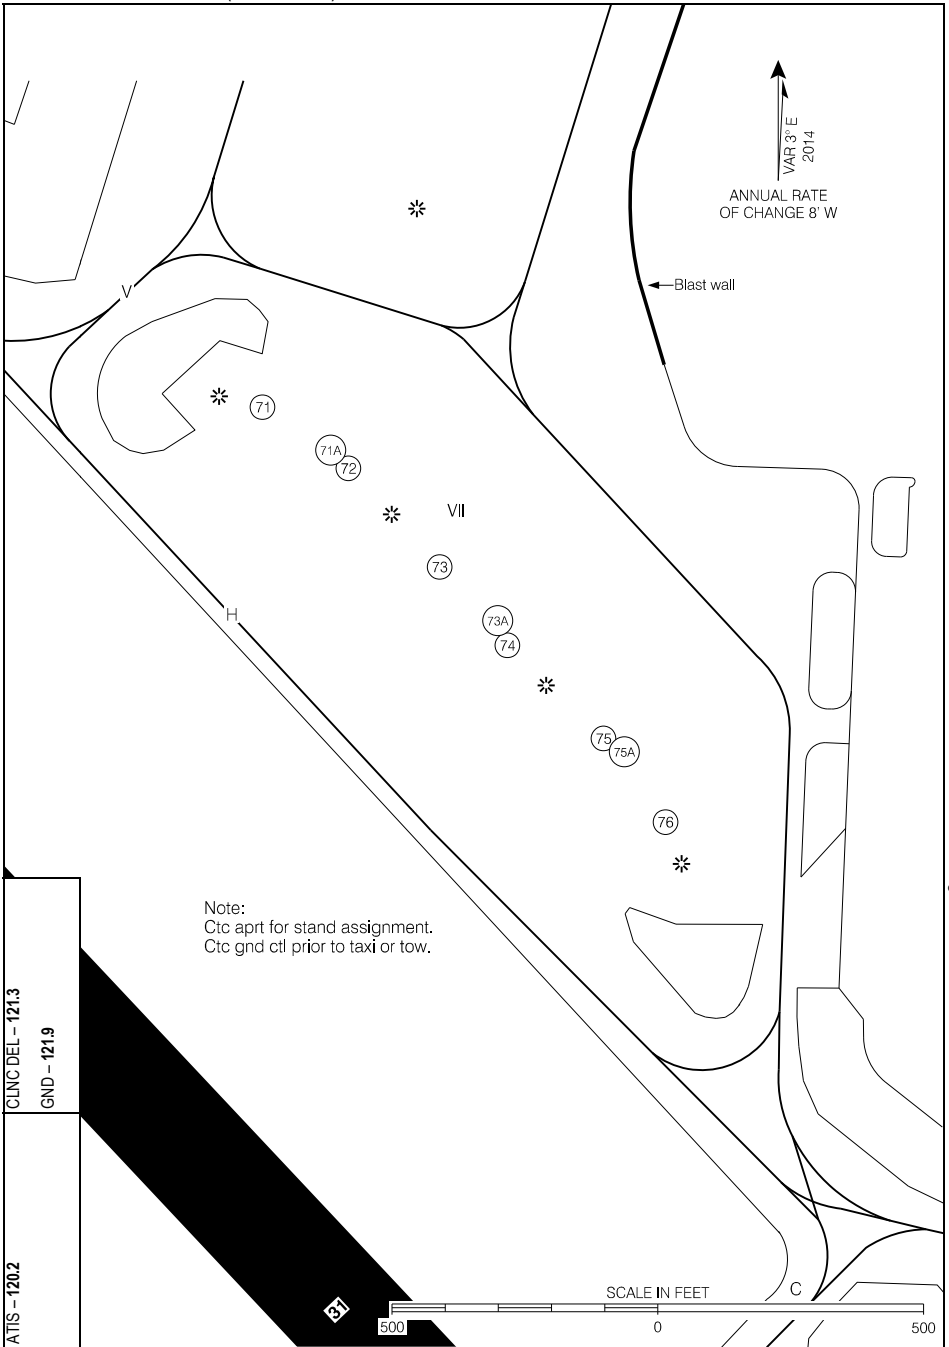 VAR 3° E
2014
ANNUAL RATE
OF CHANGE 8' W
Blast wall
V
71
71A
72
VII
73
H
73A
74
75
75A
76
Note:
Ctc aprt for stand assignment.
Ctc gnd ctl prior to taxi or tow.
CLNC DEL – 121.3
GND – 121.9
ATIS – 120.2
31
SCALE IN FEET
C
500
0
500